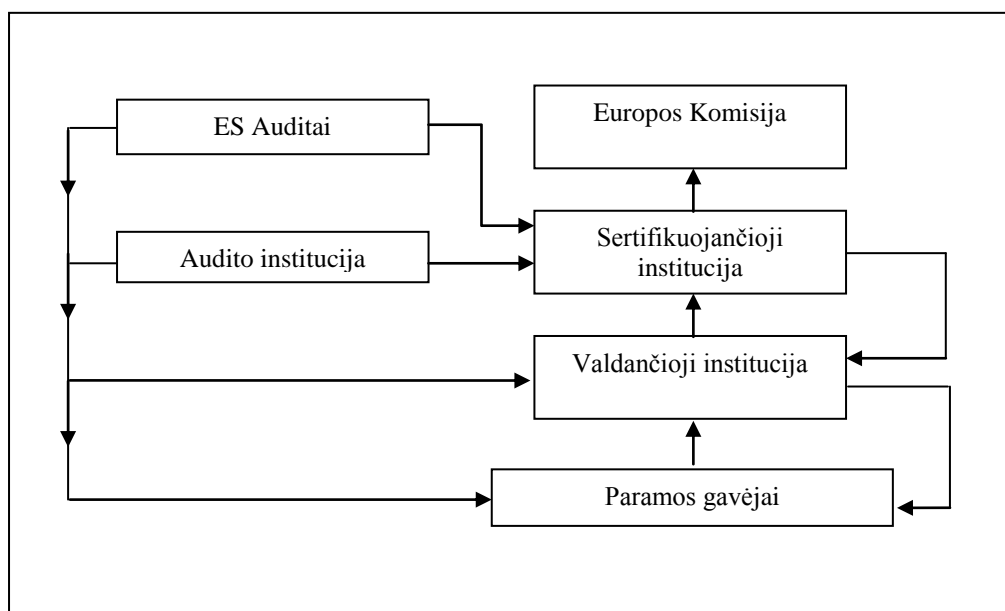 ES Auditai
Europos Komisija
Audito institucija
Sertifikuojančioji
institucija
Valdančioji institucija
Paramos gavėjai